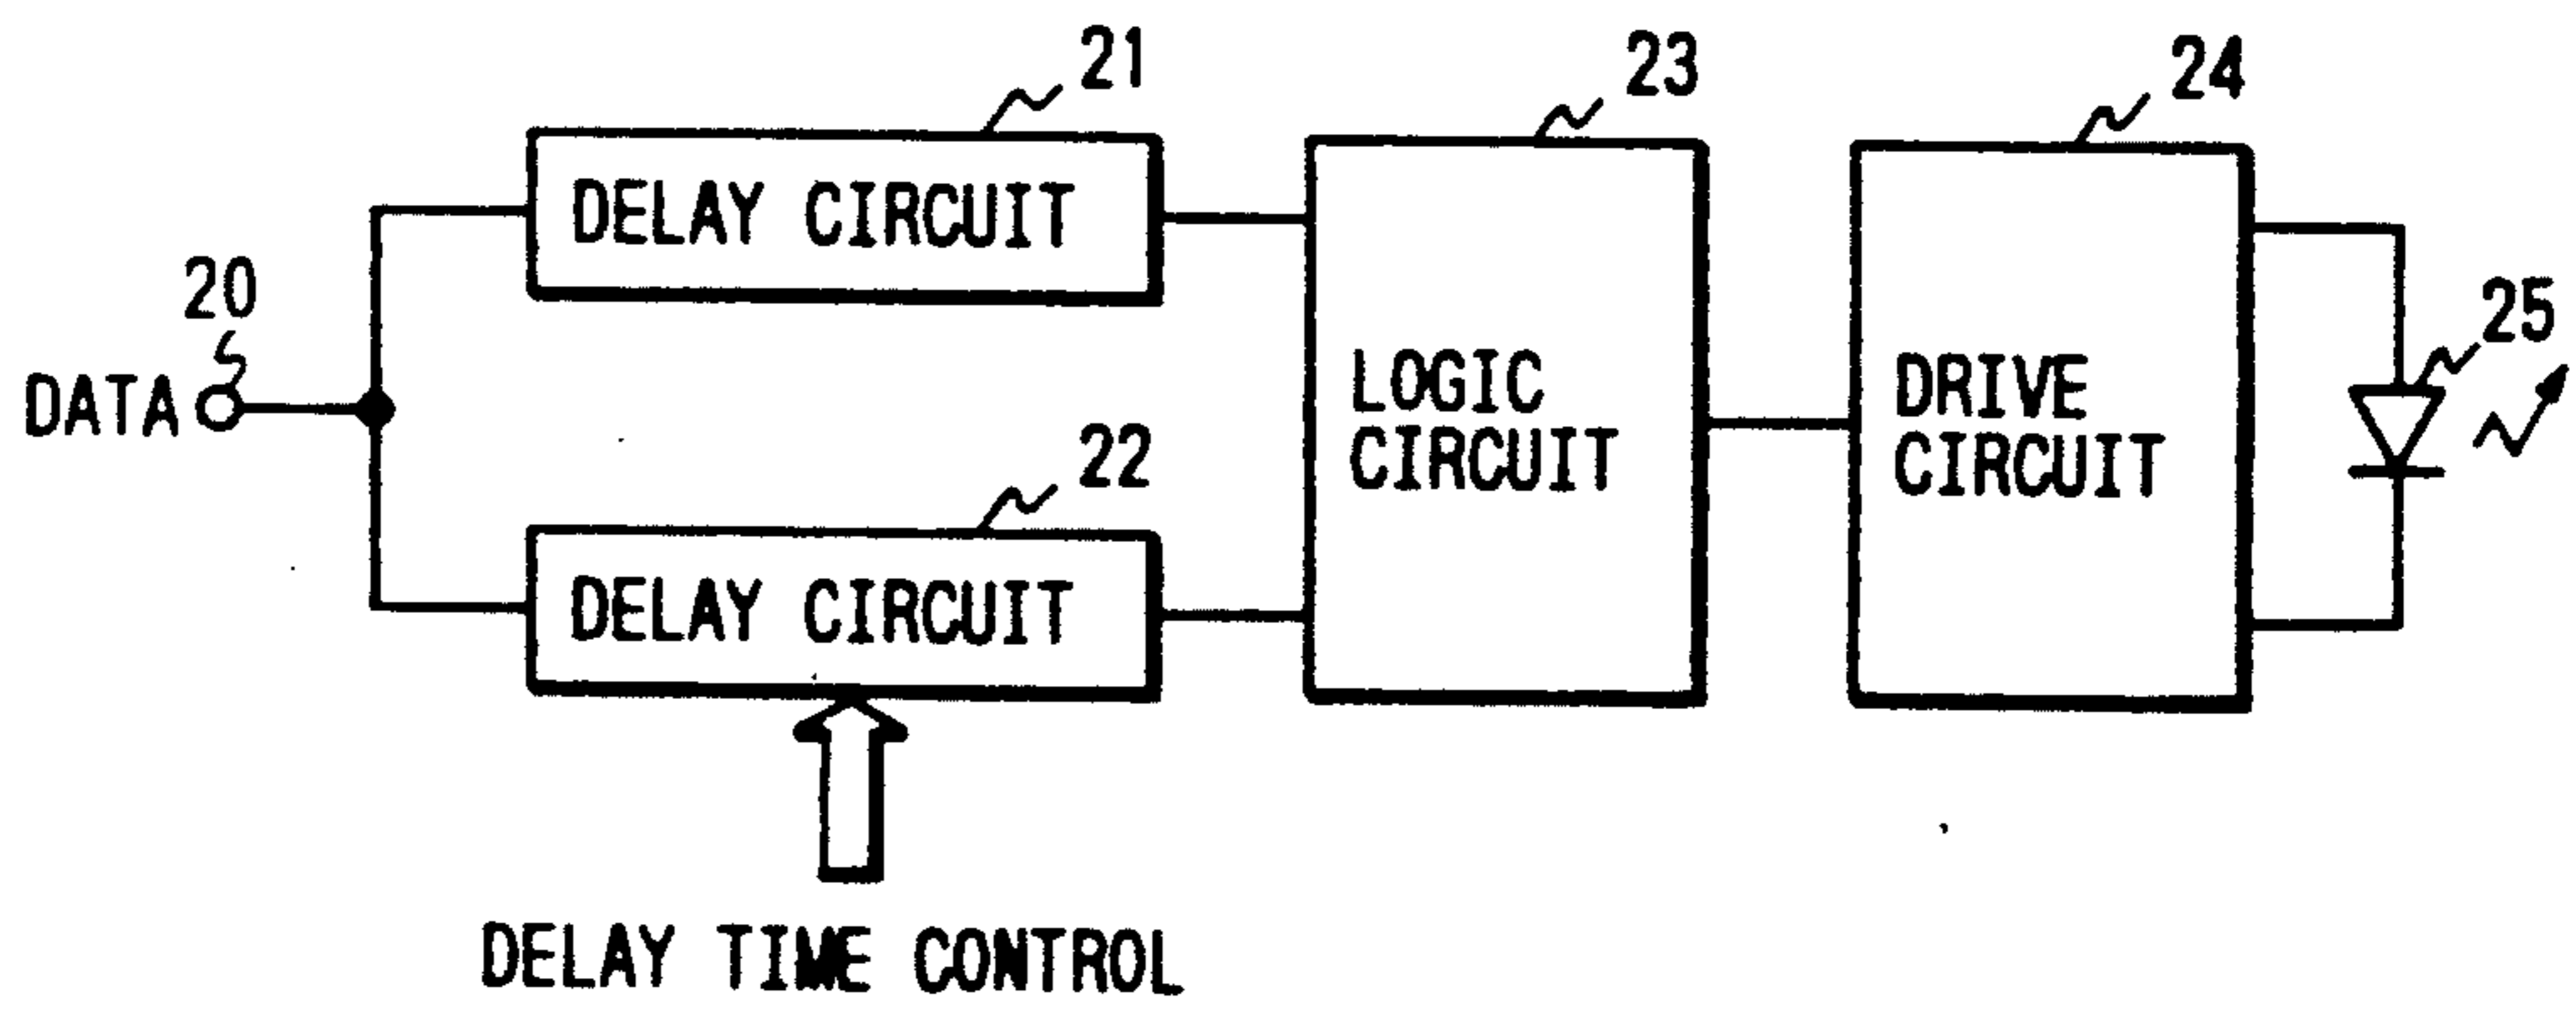 21
23
24
DELAY CIRCUIT
20
25
DATA
LOGIC
CIRCUIT
DRIVE
CIRCUIT
22
DELAY CIRCUIT
DELAY TIME CONTROL